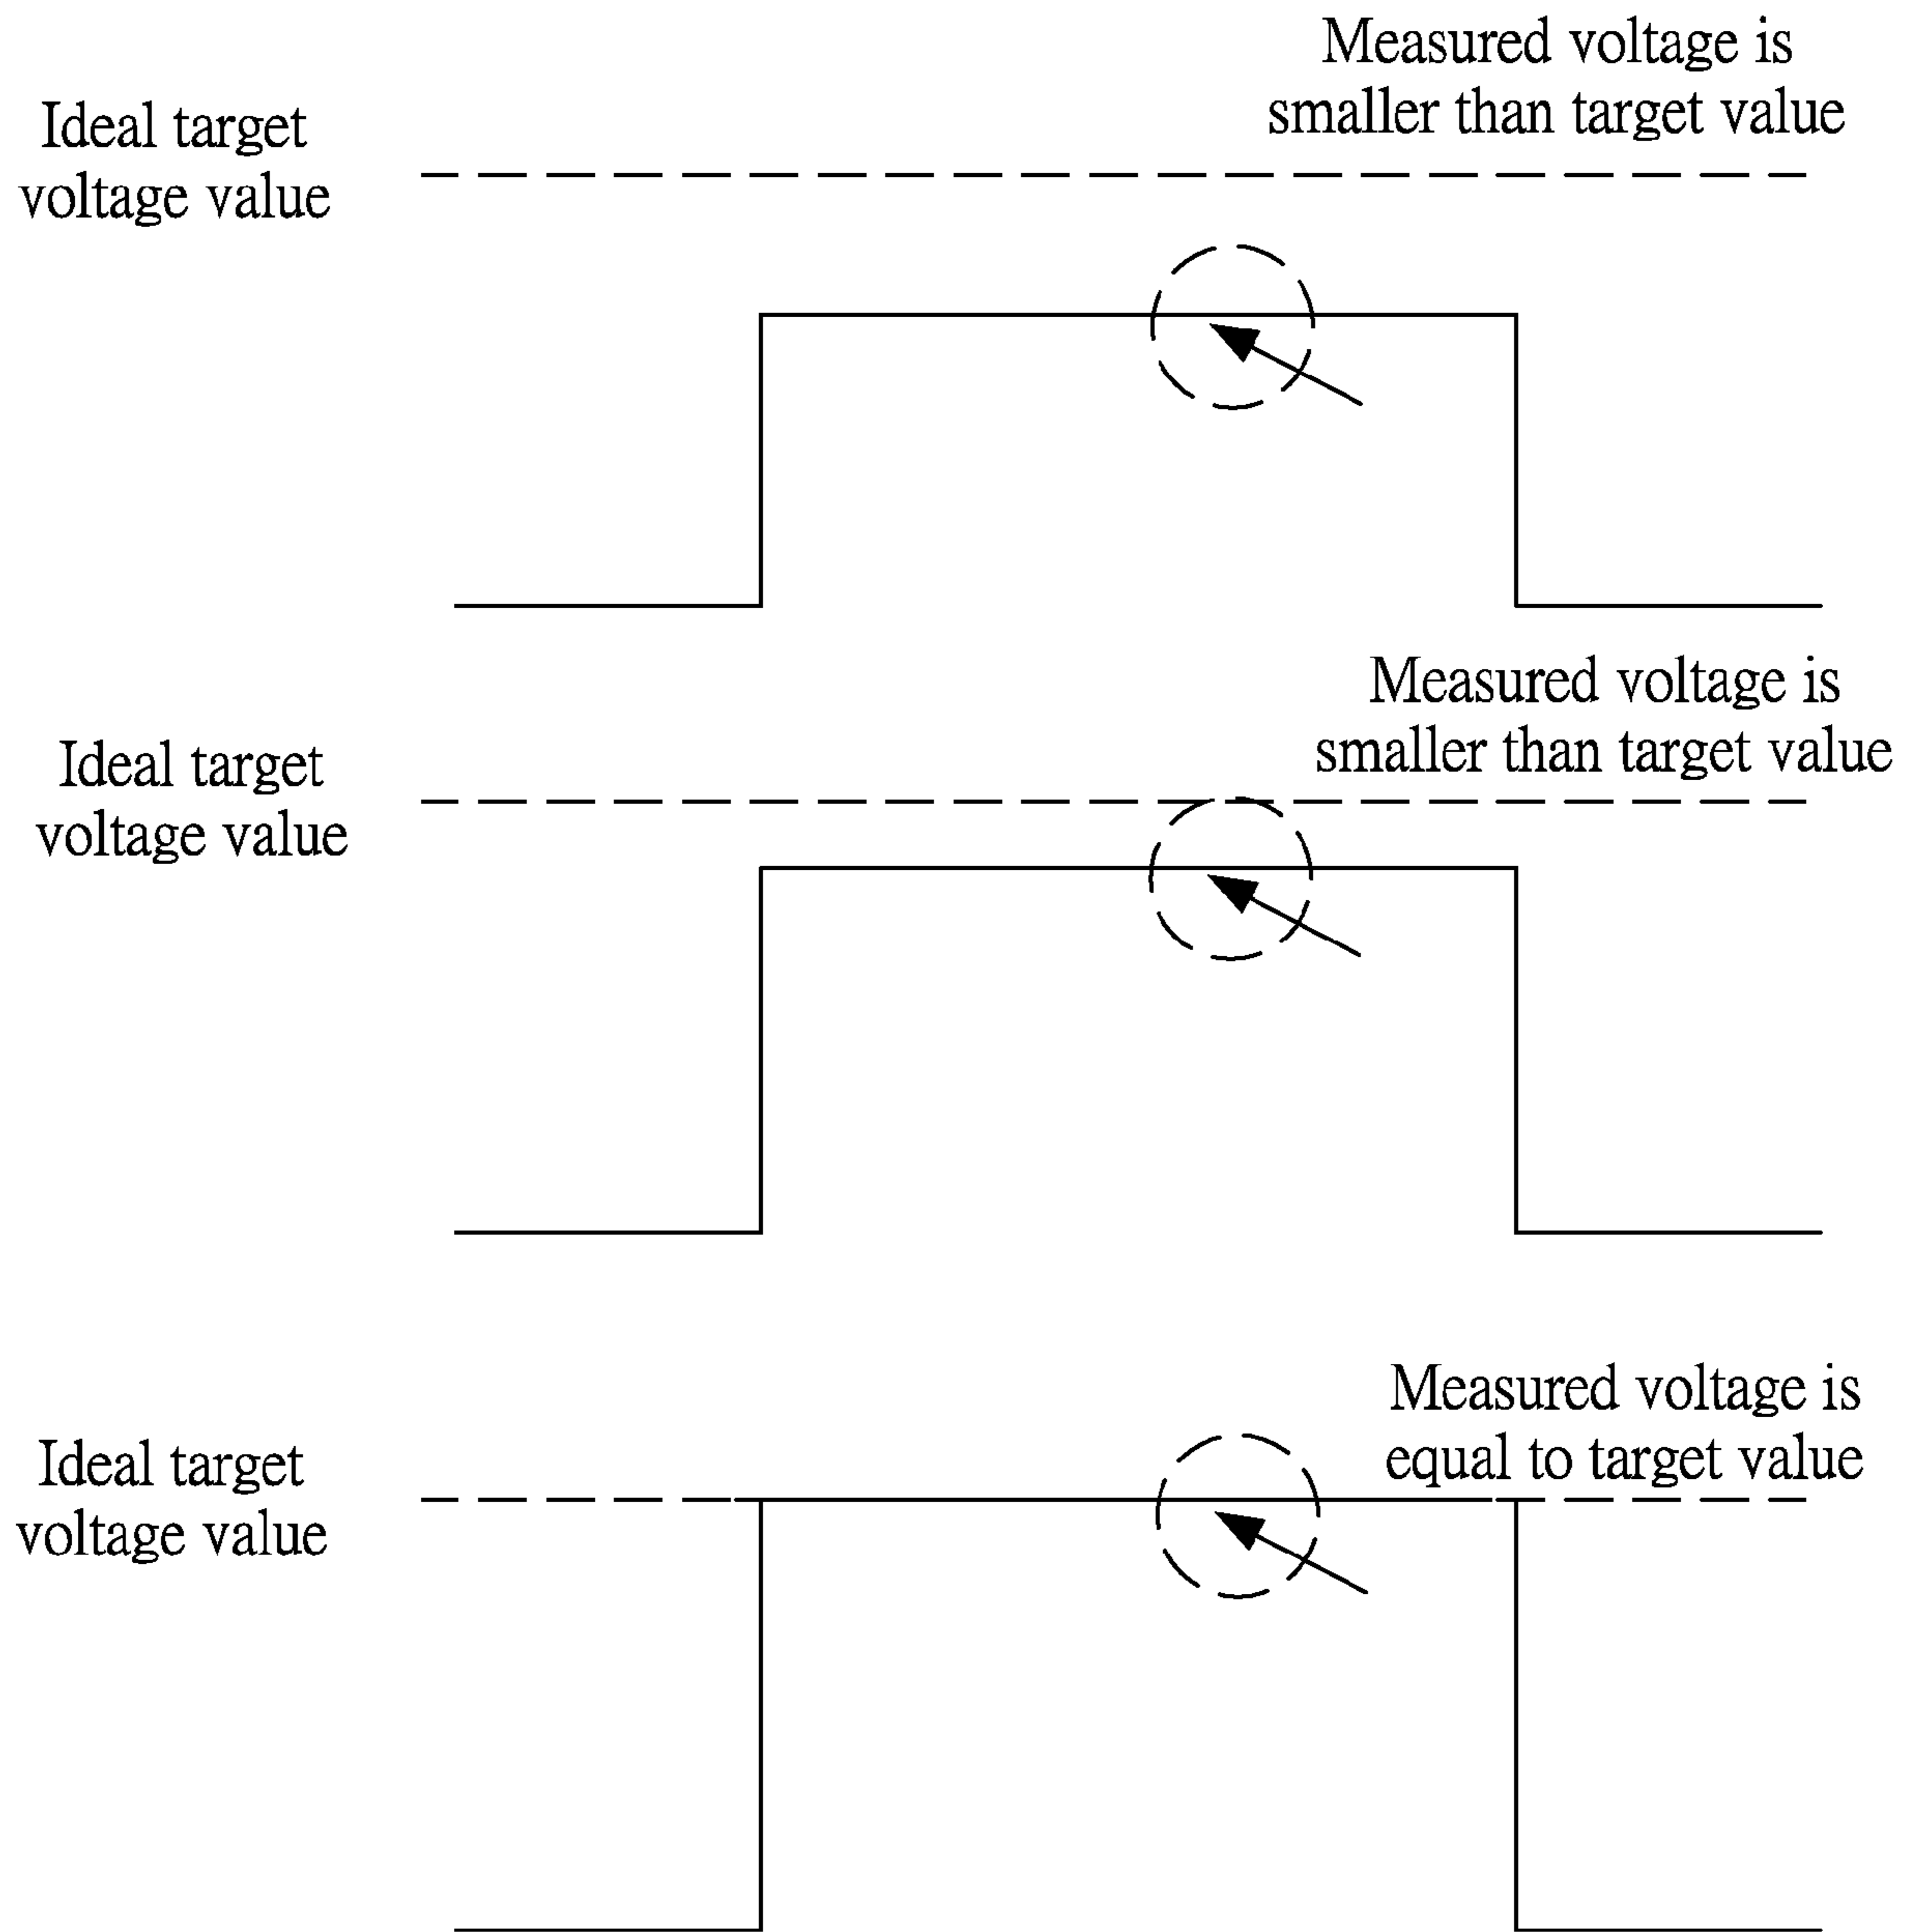 Measured voltage is
smaller than target value
Ideal target
voltage value
Measured voltage is
smaller than target value
Ideal target
voltage value
Measured voltage is
equal to target value
Ideal target
voltage value